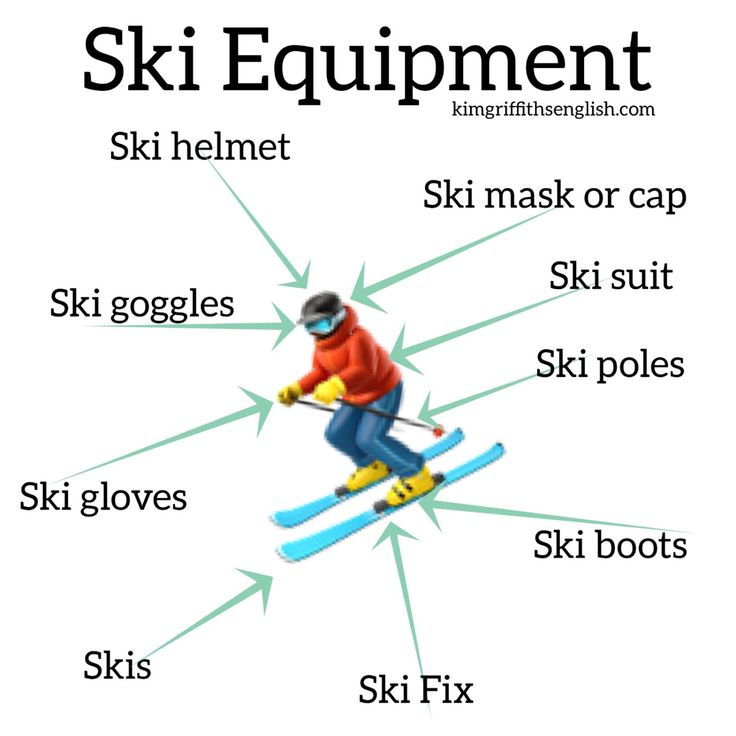 Ski Equipment
kimgriffithsenglish.com
Ski helmet
Ski mask or cap
Ski suit
Ski goggles
Ski poles
Ski gloves
Ski boots
Skis
Ski Fix